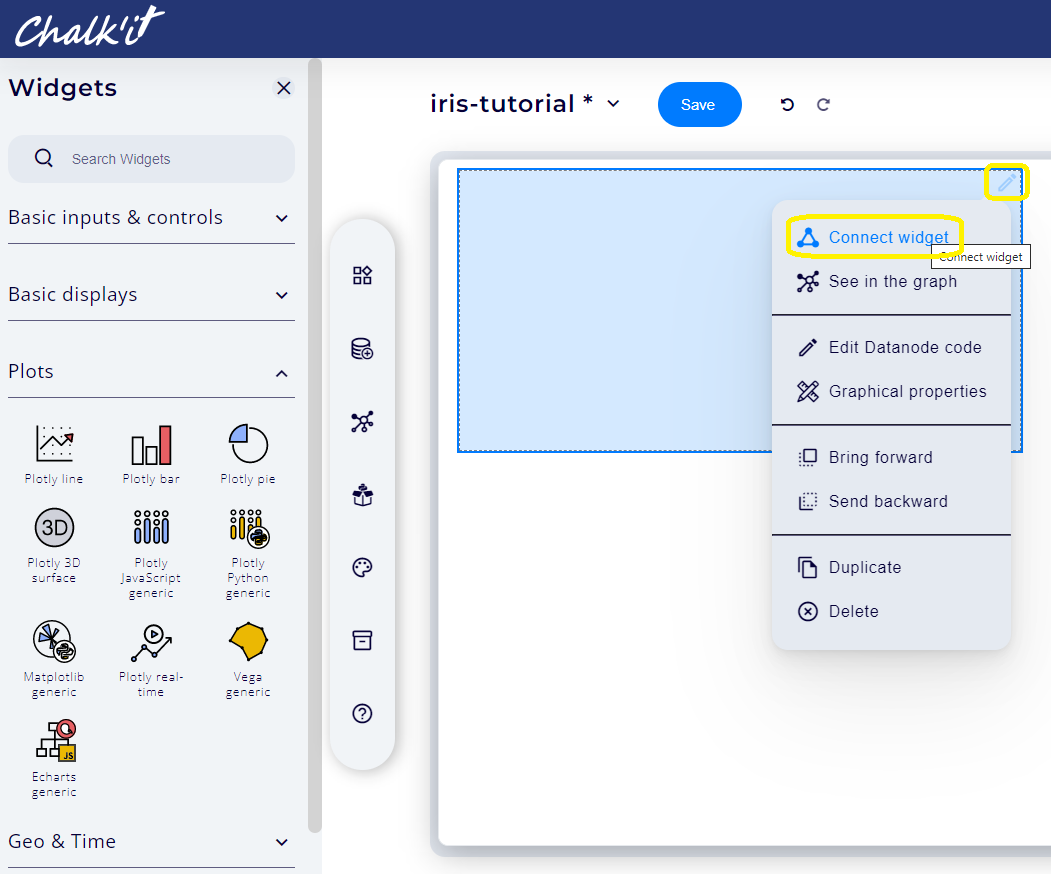 Chalk'it
Widgets
Search Widgets
Basic inputs & controls
Basic displays
Plots
Plotly line
Plotly bar
Plotly pie
3D
Plotly 3D
surface
Plotly
JavaScript
generic
Plotly
Python
generic
Matplotlib
generic
Plotly real-
time
Vega
generic
JS
Echarts
generic
Geo & Time
iris-tutorial *
Save
Connect widget
Connect widget
See in the graph
Edit Datanode code
Graphical properties
Bring forward
Send backward
Duplicate
Delete